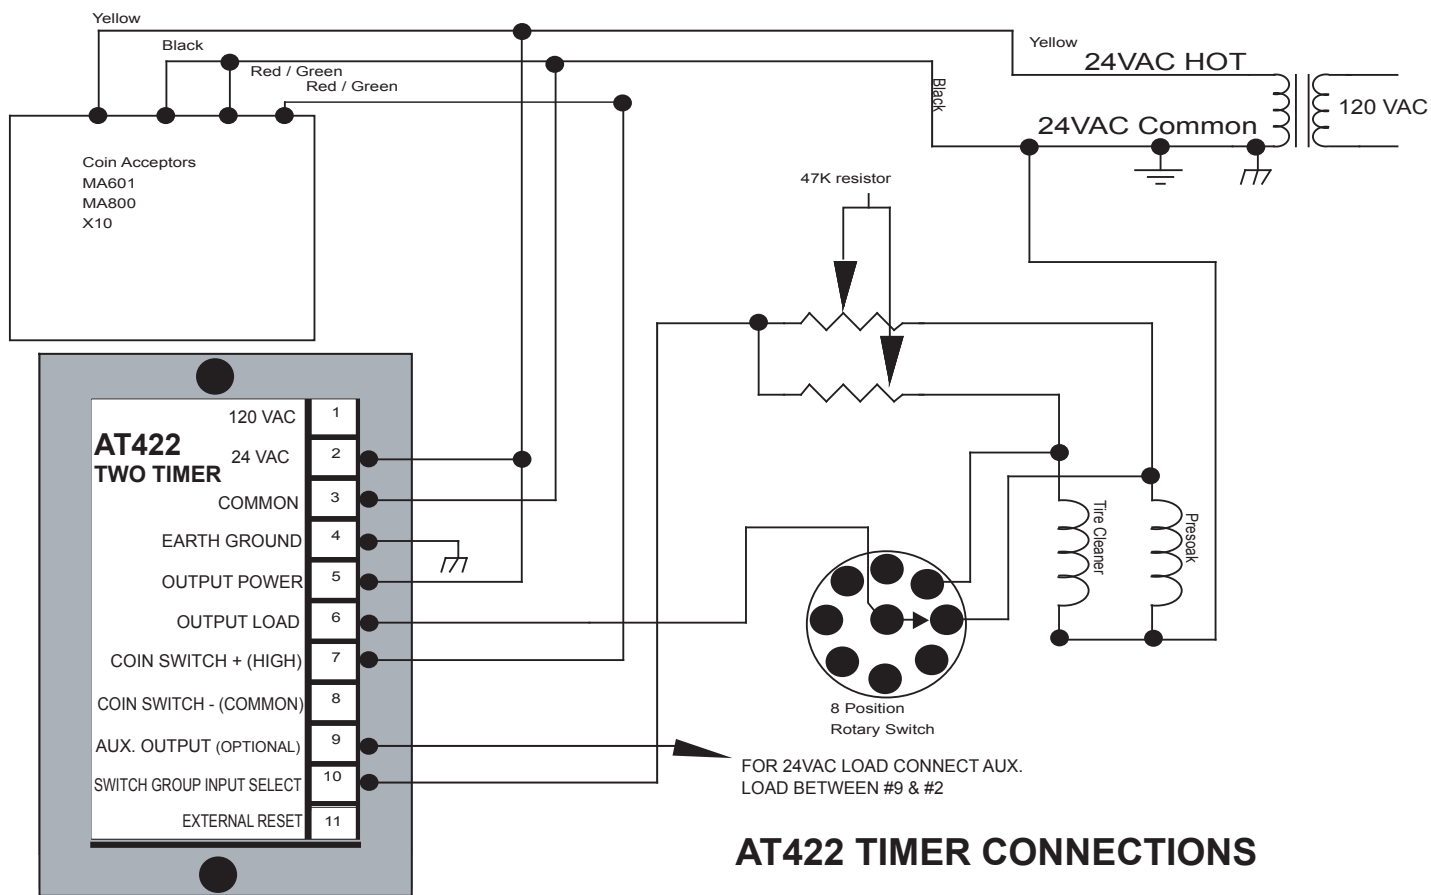 Yellow
Black
Red / Green
Red / Green
Yellow
24VAC HOT
Black
24VAC Common
120 VAC
Coin Acceptors
MA601
MA800
X10
47K resistor
AT422
TWO TIMER
120 VAC 1
24 VAC 2
COMMON 3
EARTH GROUND 4
OUTPUT POWER 5
OUTPUT LOAD 6
COIN SWITCH + (HIGH) 7
COIN SWITCH - (COMMON) 8
AUX. OUTPUT (OPTIONAL) 9
SWITCH GROUP INPUT SELECT 10
EXTERNAL RESET 11
Tire Cleaner
Presoak
8 Position
Rotary Switch
FOR 24VAC LOAD CONNECT AUX.
LOAD BETWEEN #9 & #2
AT422 TIMER CONNECTIONS